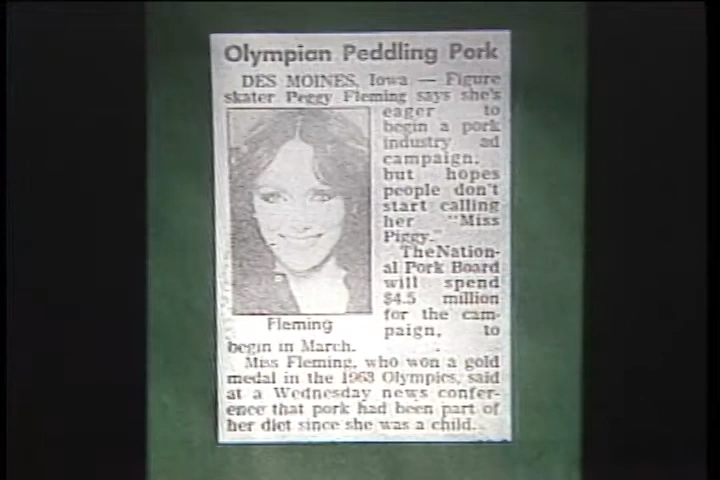 Olympian Peddling Pork
DES MOINES, Iowa — Figure
skater Peggy Fleming says she's
eager to
begin a pork
industry ad
campaign,
but hopes
people don't
start calling
her "Miss
Piggy."
The Nation-
al Pork Board
will spend
$4.5 million
for the cam-
paign, to
Fleming
begin in March.
Miss Fleming, who won a gold
medal in the 1968 Olympics, said
at a Wednesday news confer-
ence that pork had been part of
her diet since she was a child.